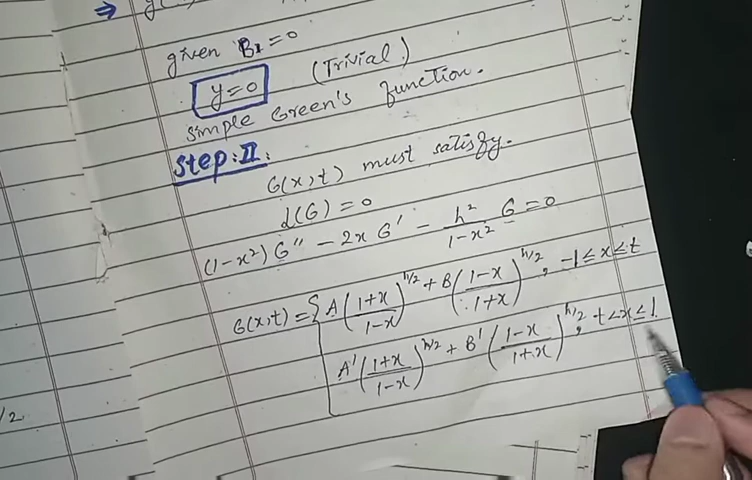 ⇒ y(
given B₁=0
y=0 (Trivial)
simple Green's function.
Step:II:
G(x,t) must satisfy.
L(G)=0
(1-x²)G'' - 2x G' - h²/1-x² G = 0
G(x,t)={ A(1+x/1-x)^h/2 + B(1-x/1+x)^h/2, -1≤x≤t
A'(1+x/1-x)^h/2 + B'(1-x/1+x)^h/2, t<x≤1
/2